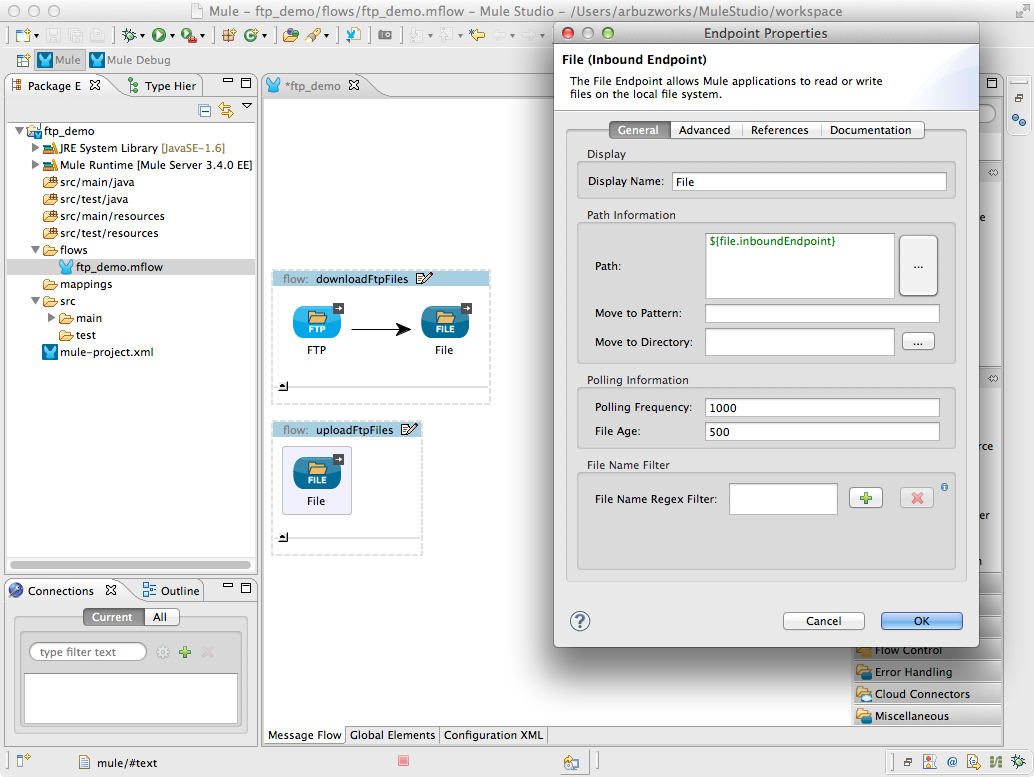 Mule - ftp_demo/flows/ftp_demo.mflow - Mule Studio - /Users/arbuzworks/MuleStudio/workspace
Mule
Mule Debug
Package E
Type Hier
ftp_demo
JRE System Library [JavaSE-1.6]
Mule Runtime [Mule Server 3.4.0 EE]
src/main/java
src/test/java
src/main/resources
src/test/resources
flows
ftp_demo.mflow
mappings
src
main
test
mule-project.xml
Connections
Outline
Current
All
type filter text
*ftp_demo
flow: downloadFtpFiles
FTP
FILE
FTP
File
flow: uploadFtpFiles
FILE
File
Message Flow
Global Elements
Configuration XML
Endpoint Properties
File (Inbound Endpoint)
The File Endpoint allows Mule applications to read or write
files on the local file system.
General
Advanced
References
Documentation
Display
Display Name:
File
Path Information
Path:
${file.inboundEndpoint}
...
Move to Pattern:
Move to Directory:
...
Polling Information
Polling Frequency:
1000
File Age:
500
File Name Filter
File Name Regex Filter:
?
Cancel
OK
Flow Control
Error Handling
Cloud Connectors
Miscellaneous
mule/#text